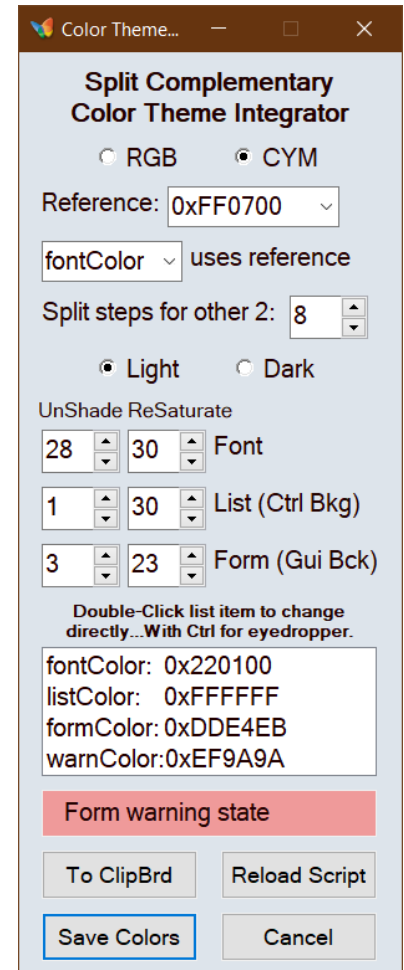 Color Theme...
Split Complementary
Color Theme Integrator
RGB CYM
Reference: 0xFF0700
fontColor uses reference
Split steps for other 2: 8
Light Dark
UnShade ReSaturate
28 30 Font
1 30 List (Ctrl Bkg)
3 23 Form (Gui Bck)
Double-Click list item to change
directly...With Ctrl for eyedropper.
fontColor: 0x220100
listColor: 0xFFFFFF
formColor: 0xDDE4EB
warnColor:0xEF9A9A
Form warning state
To ClipBrd Reload Script
Save Colors Cancel